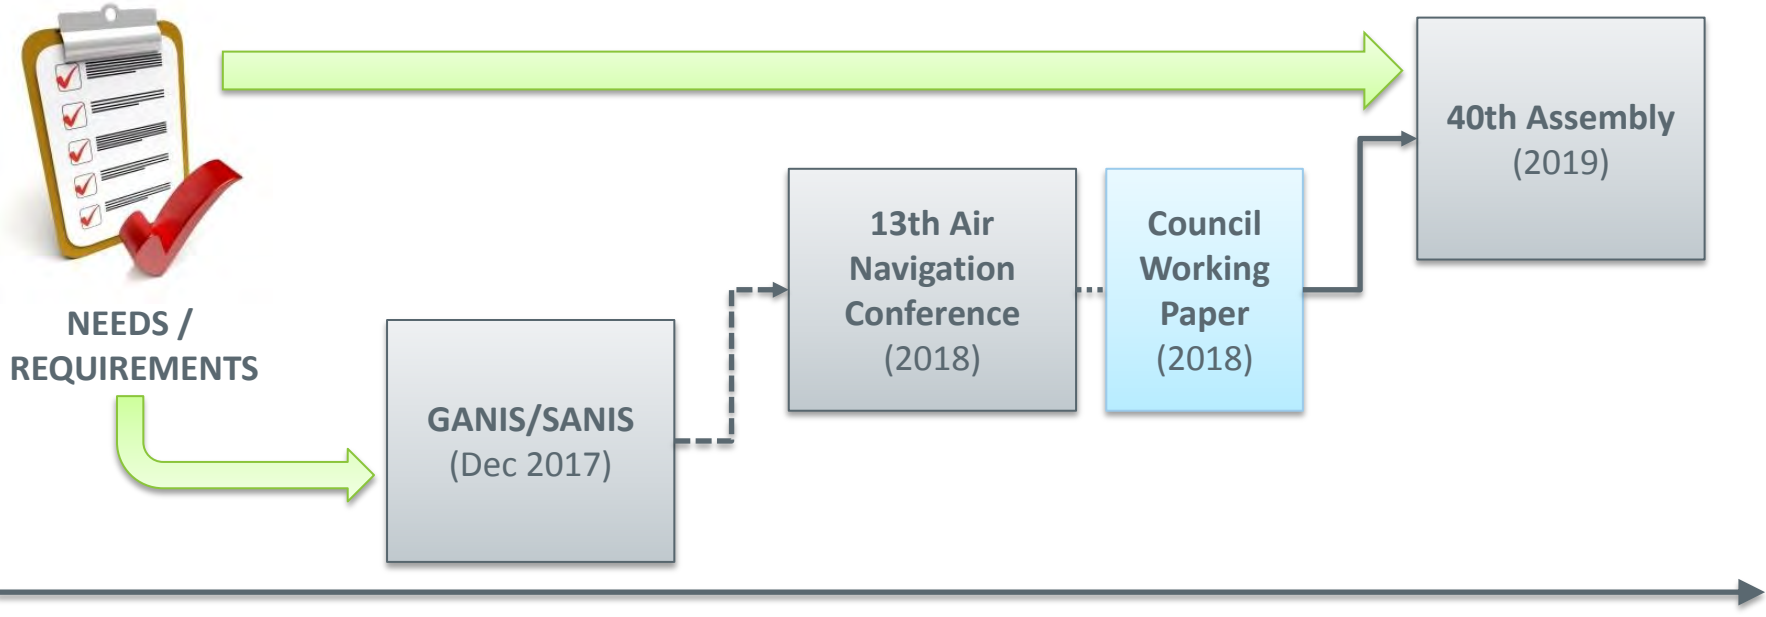 NEEDS /
REQUIREMENTS
GANIS/SANIS
(Dec 2017)
13th Air
Navigation
Conference
(2018)
Council
Working
Paper
(2018)
40th Assembly
(2019)